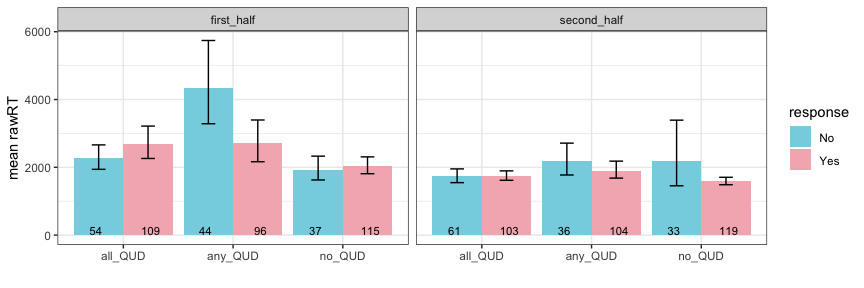 first_half
second_half
mean rawRT
6000
4000
2000
0
54 109 44 96 37 115
61 103 36 104 33 119
all_QUD any_QUD no_QUD
all_QUD any_QUD no_QUD
response
No
Yes